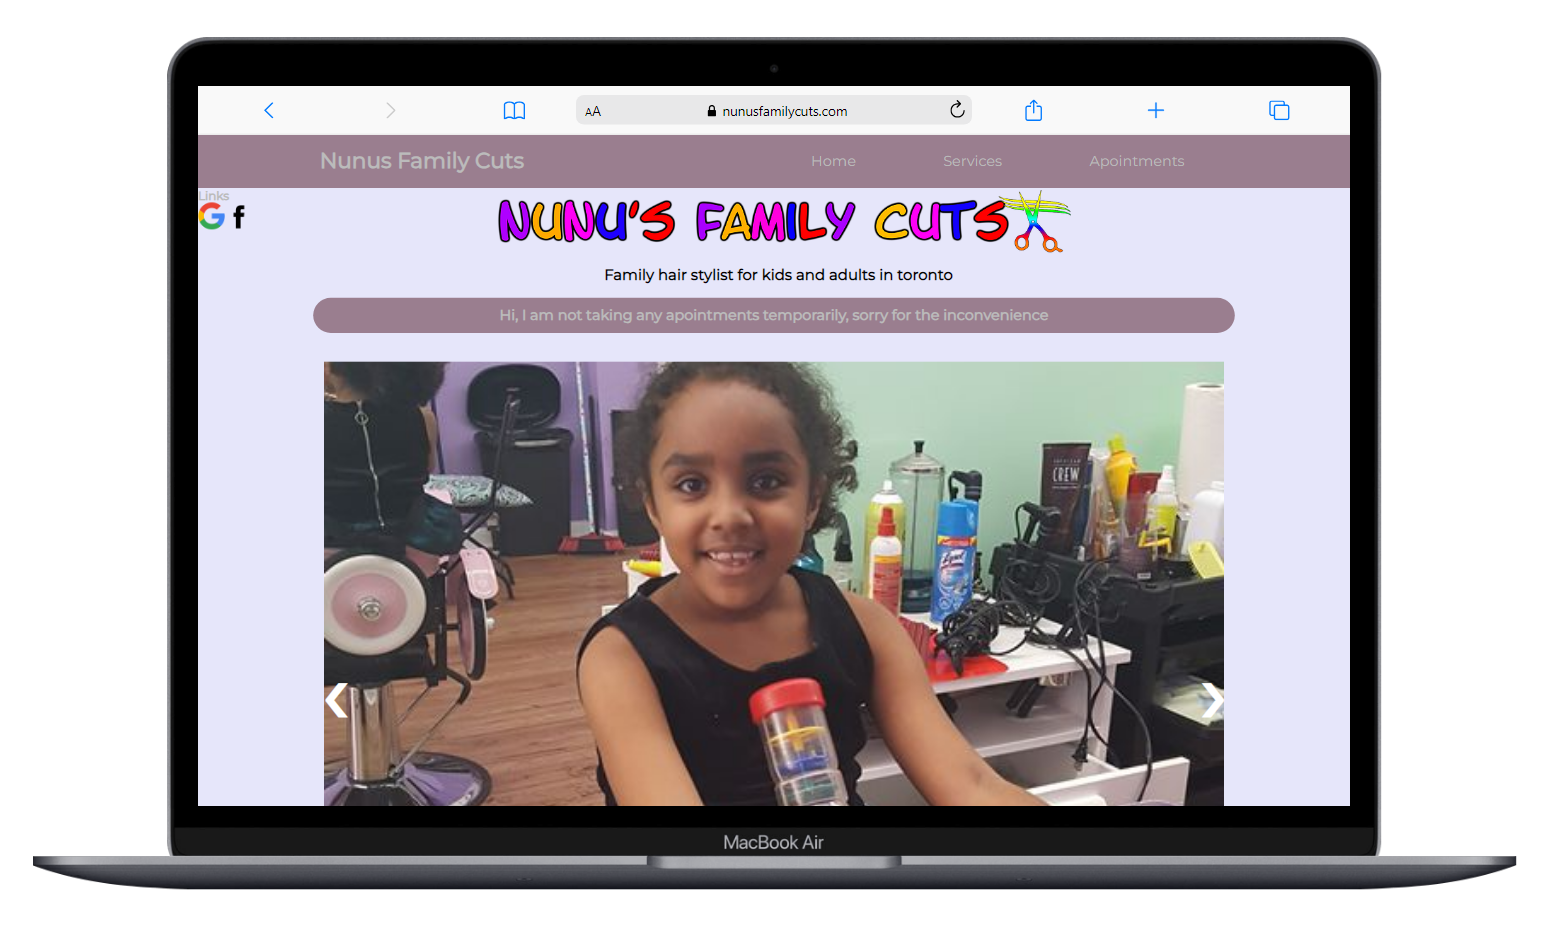 AA nunusfamilycuts.com
Nunus Family Cuts Home Services Apointments
Links
f
NUNU'S FAMILY CUTS
Family hair stylist for kids and adults in toronto
Hi, I am not taking any apointments temporarily, sorry for the inconvenience
CREW
Lysol
MacBook Air